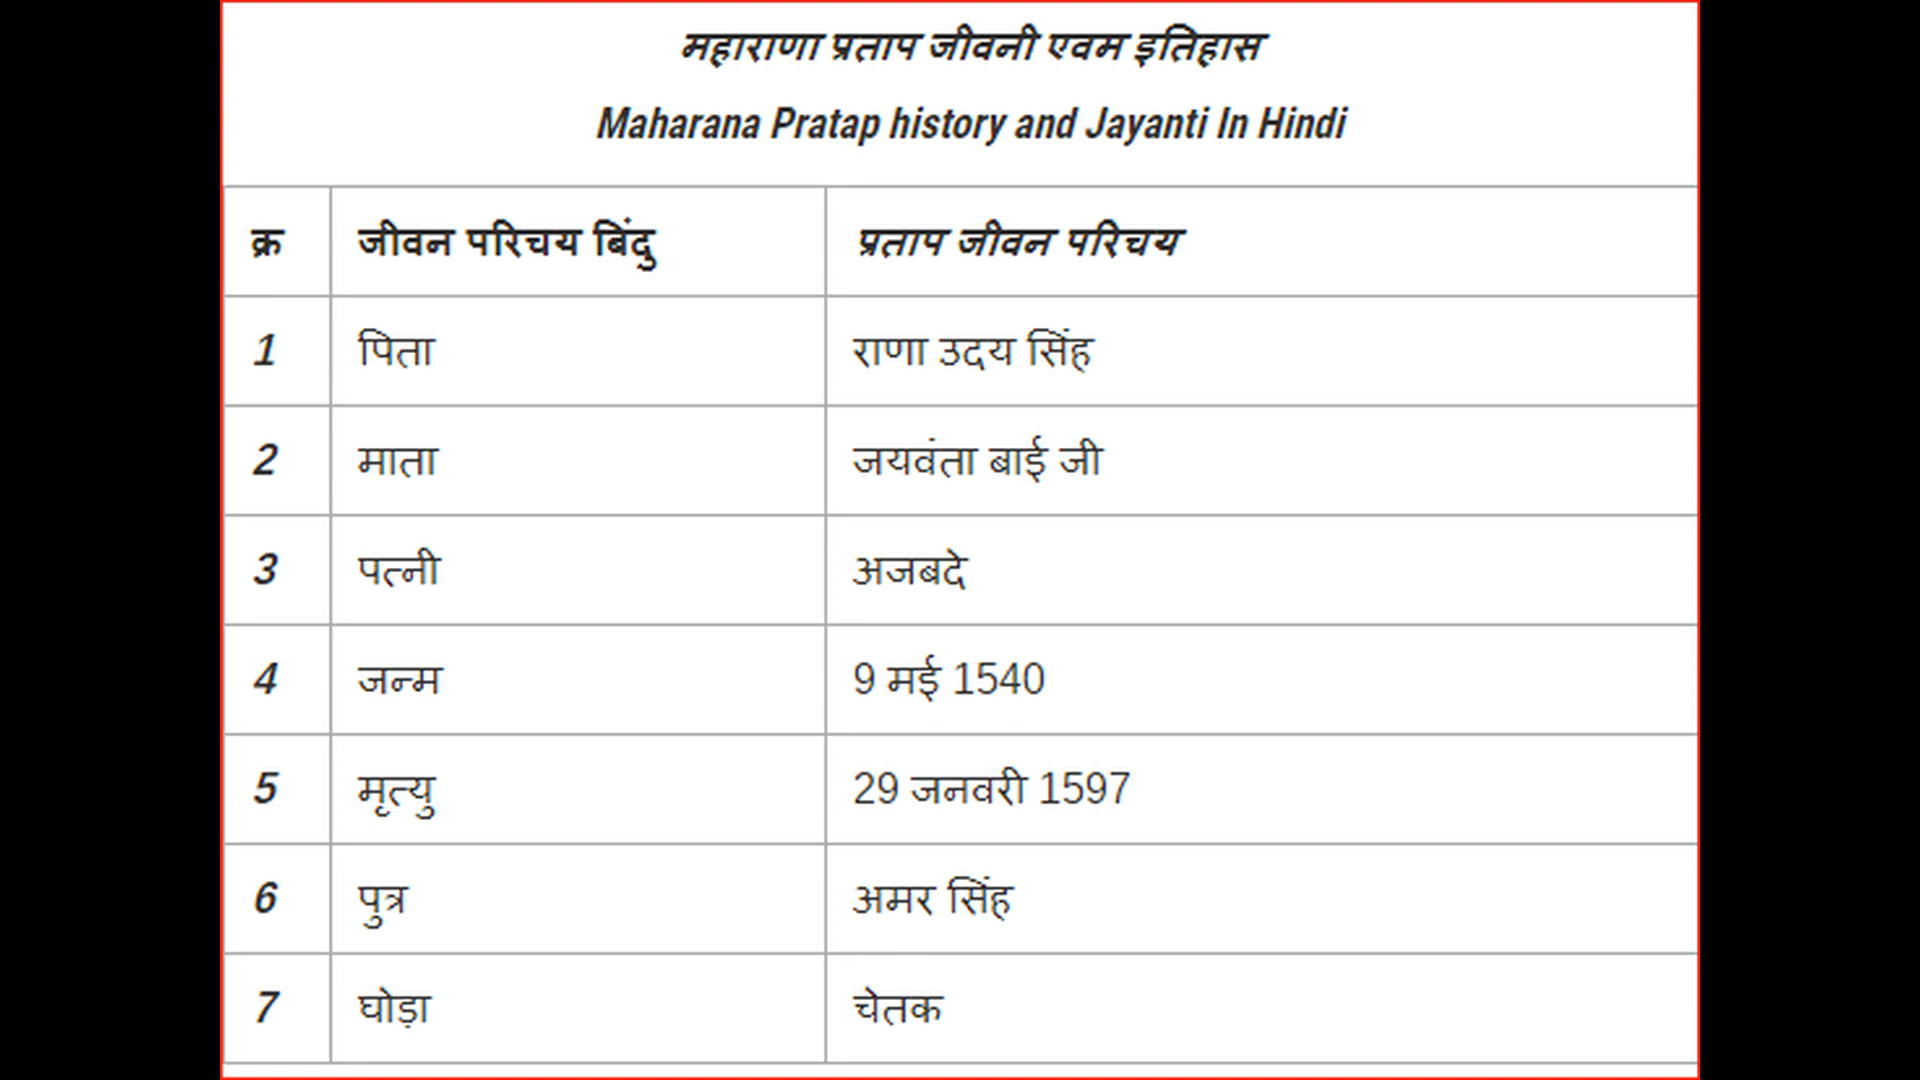 महाराणा प्रताप जीवनी एवम इतिहास
Maharana Pratap history and Jayanti In Hindi
क्र जीवन परिचय बिंदु प्रताप जीवन परिचय
1 पिता राणा उदय सिंह
2 माता जयवंता बाई जी
3 पत्नी अजबदे
4 जन्म 9 मई 1540
5 मृत्यु 29 जनवरी 1597
6 पुत्र अमर सिंह
7 घोड़ा चेतक